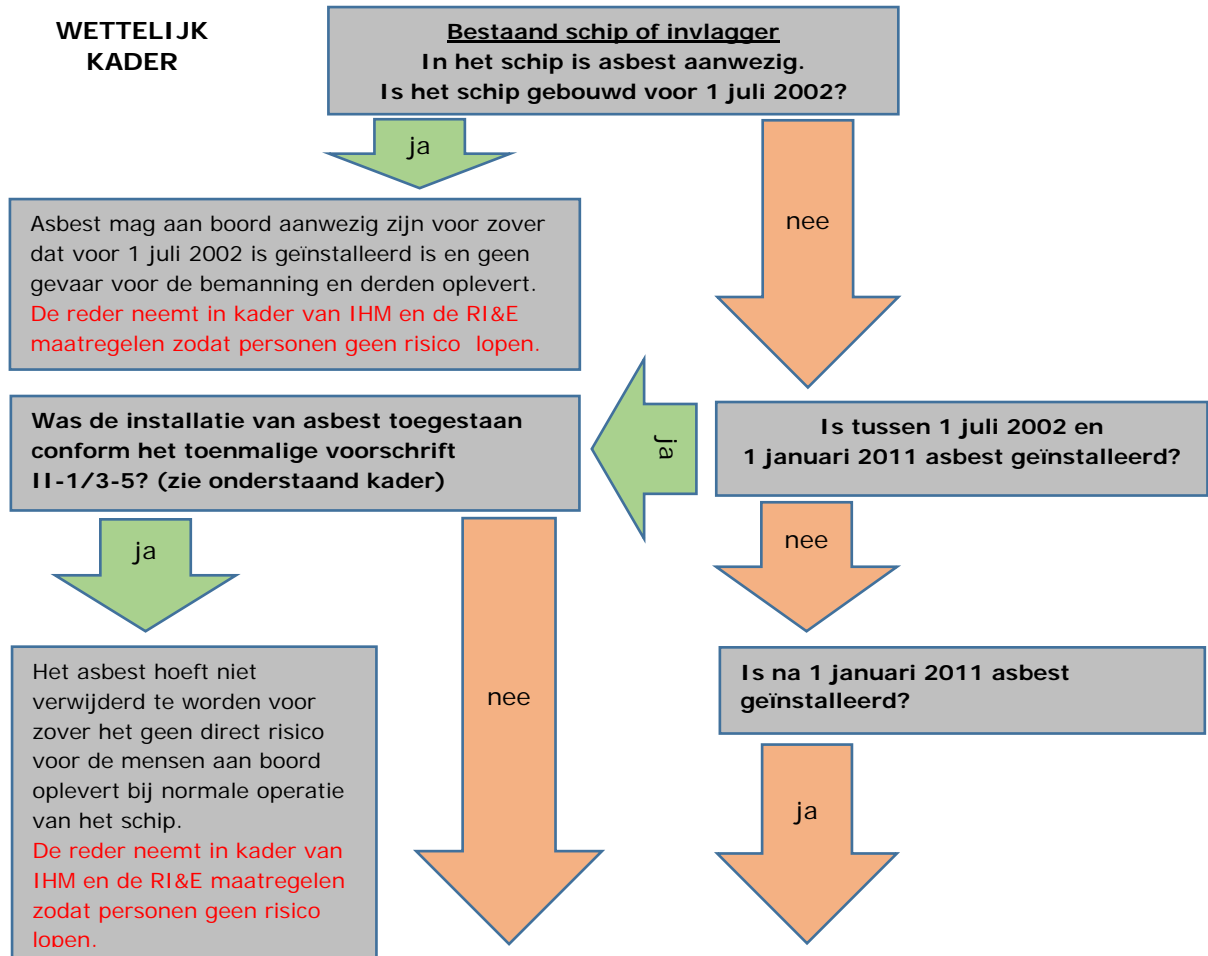 WETTELIJK
KADER
Bestaand schip of invlagger
In het schip is asbest aanwezig.
Is het schip gebouwd voor 1 juli 2002?
ja
nee
Asbest mag aan boord aanwezig zijn voor zover
dat voor 1 juli 2002 is geïnstalleerd is en geen
gevaar voor de bemanning en derden oplevert.
De reder neemt in kader van IHM en de RI&E
maatregelen zodat personen geen risico lopen.
Was de installatie van asbest toegestaan
conform het toenmalige voorschrift
II-1/3-5? (zie onderstaand kader)
ja
Is tussen 1 juli 2002 en
1 januari 2011 asbest geïnstalleerd?
ja
nee
nee
Het asbest hoeft niet
verwijderd te worden voor
zover het geen direct risico
voor de mensen aan boord
oplevert bij normale operatie
van het schip.
De reder neemt in kader van
IHM en de RI&E maatregelen
zodat personen geen risico
lopen.
Is na 1 januari 2011 asbest
geïnstalleerd?
ja